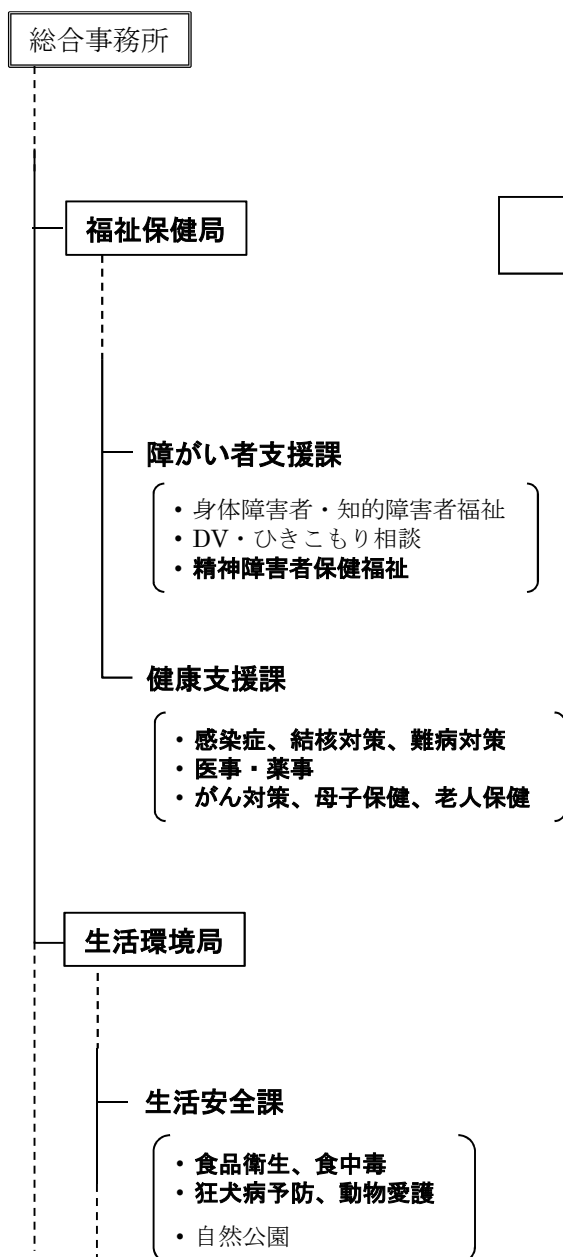 総合事務所
福祉保健局
障がい者支援課
・身体障害者・知的障害者福祉
・DV・ひきこもり相談
・精神障害者保健福祉
健康支援課
・感染症、結核対策、難病対策
・医事・薬事
・がん対策、母子保健、老人保健
生活環境局
生活安全課
・食品衛生、食中毒
・狂犬病予防、動物愛護
・自然公園